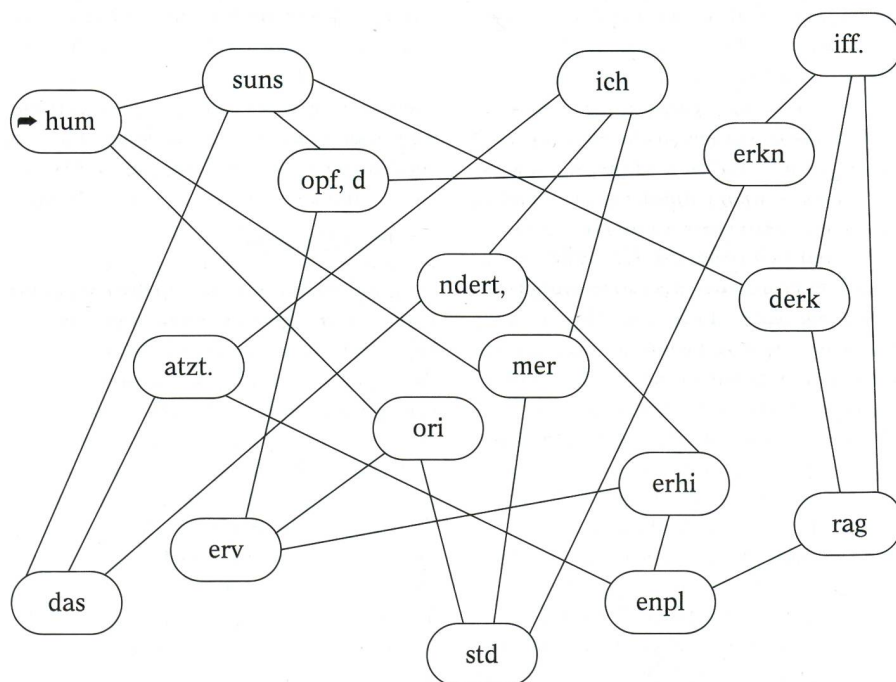 iff.
suns
ich
hum
erkn
opf, d
ndert,
derk
atzt.
mer
ori
erhi
rag
erv
das
enpl
std